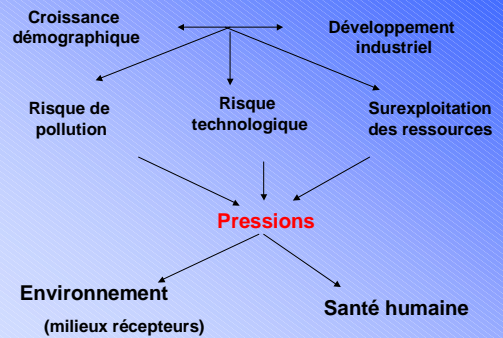 Croissance
démographique
Développement
industriel
Risque de
pollution
Risque
technologique
Surexploitation
des ressources
Pressions
Environnement
(milieux récepteurs)
Santé humaine